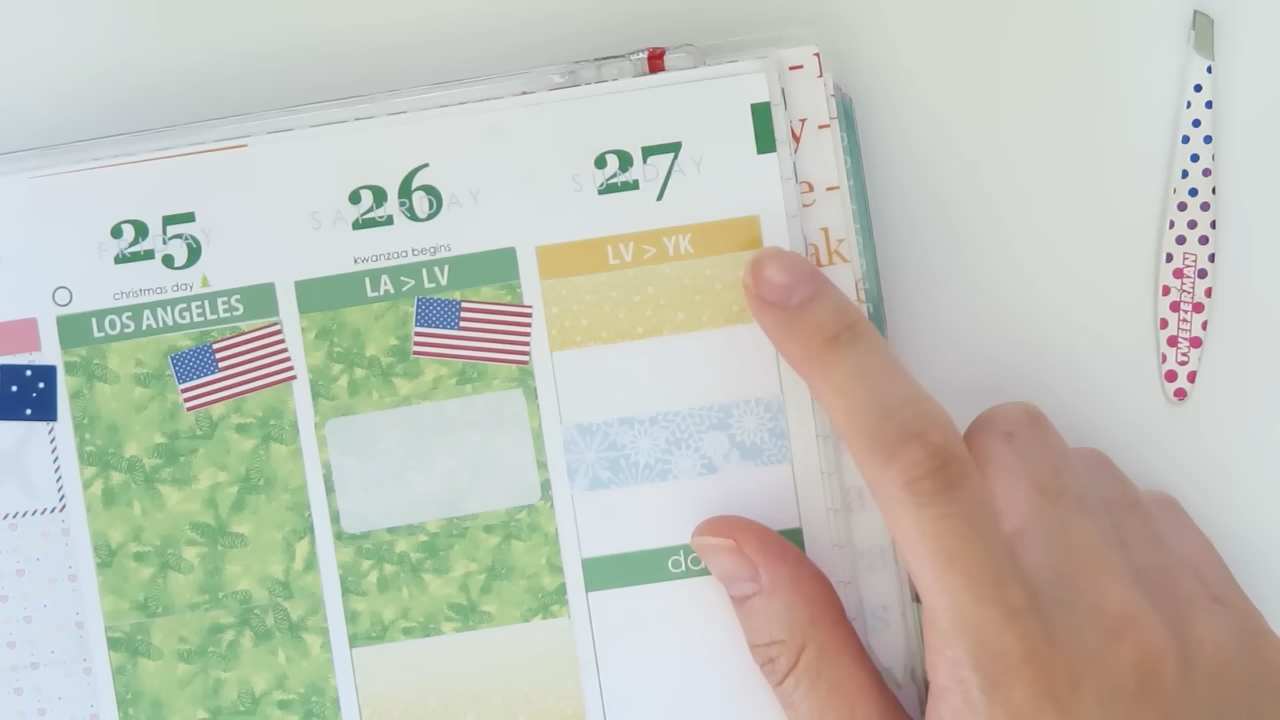 25
FRIDAY
christmas day
LOS ANGELES
26
SATURDAY
kwanzaa begins
LA > LV
27
SUNDAY
LV > YK
TWEEZERMAN